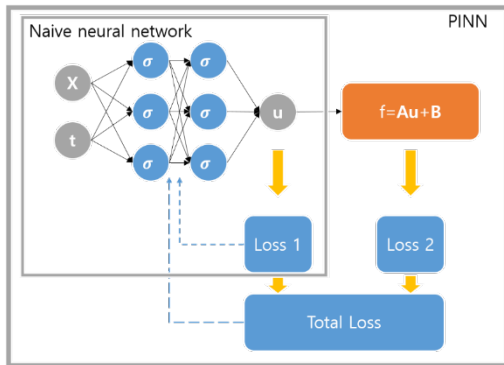 PINN
Naive neural network
X
t
σ
σ
σ
σ
σ
σ
u
f=Au+B
Loss 1
Loss 2
Total Loss